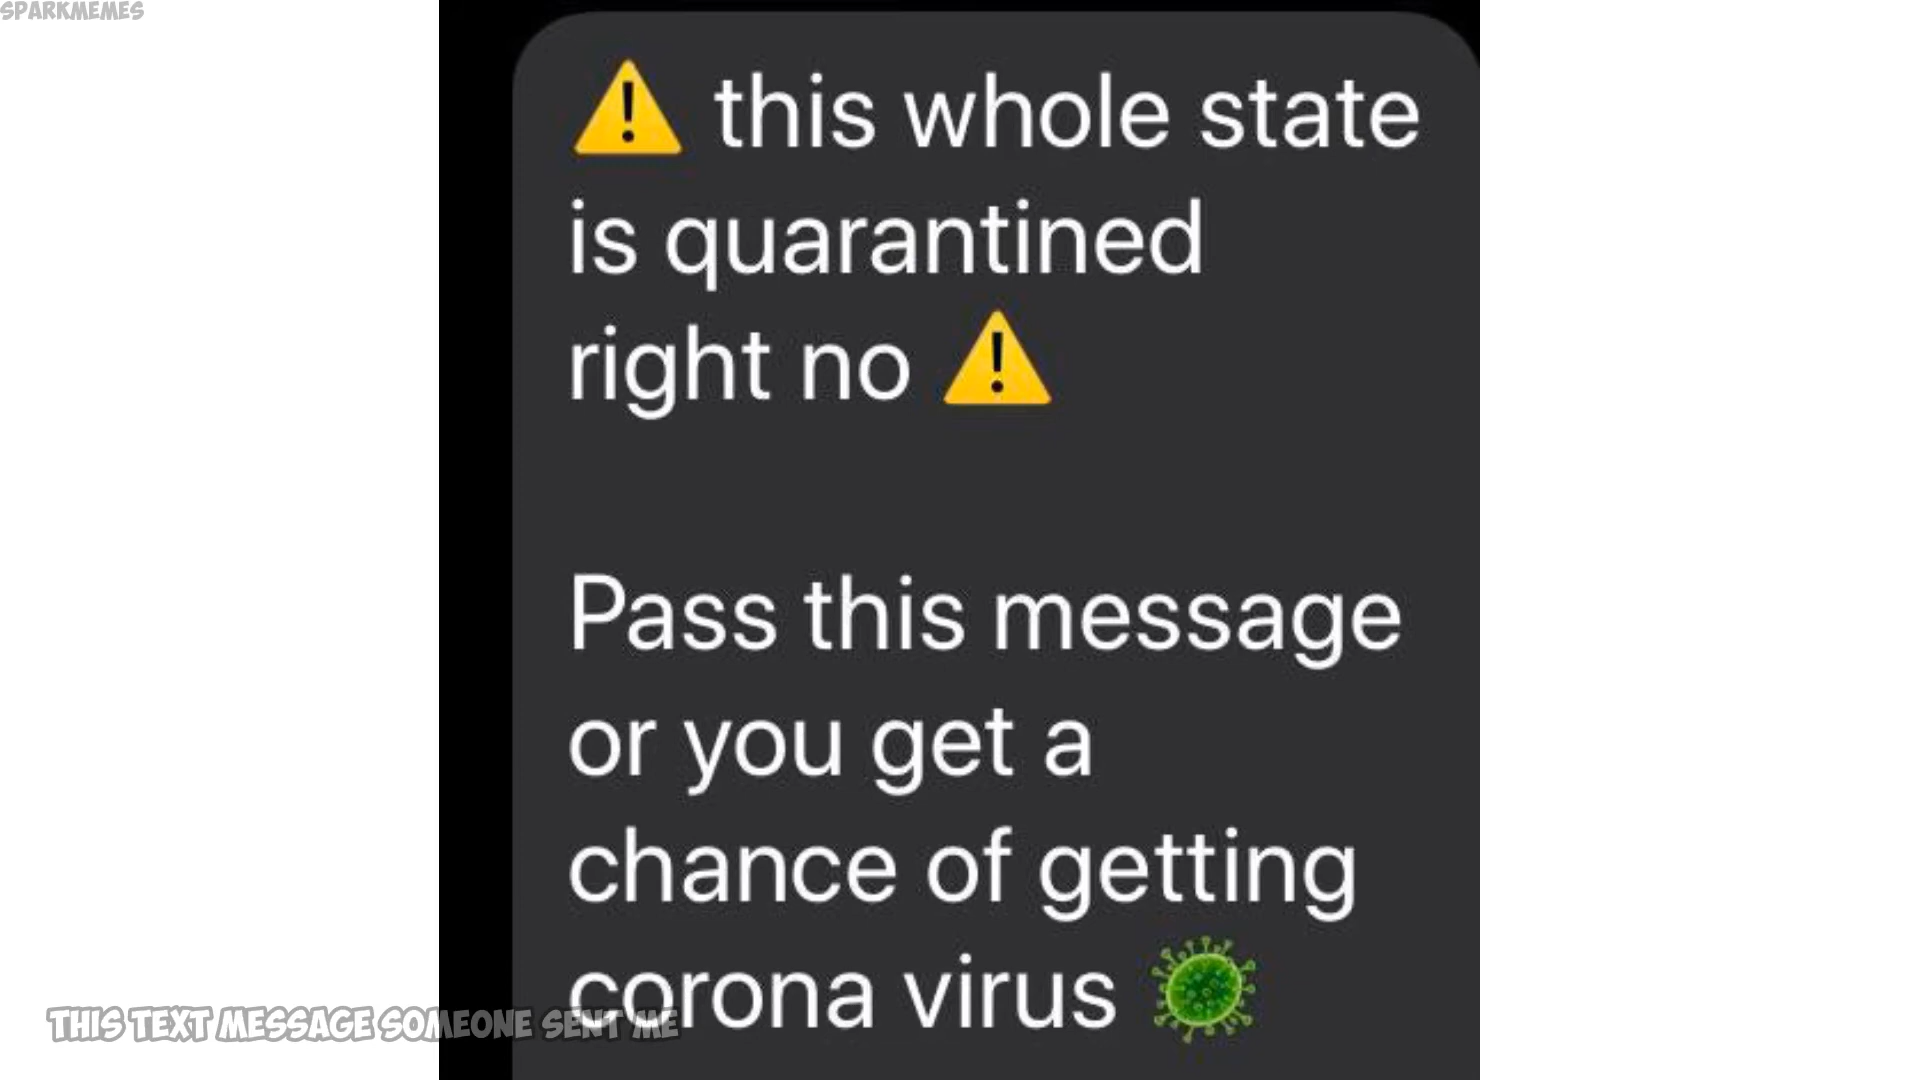 SPARKMEMES
⚠️ this whole state
is quarantined
right no ⚠️
Pass this message
or you get a
chance of getting
corona virus 🦠
THIS TEXT MESSAGE SOMEONE SENT ME